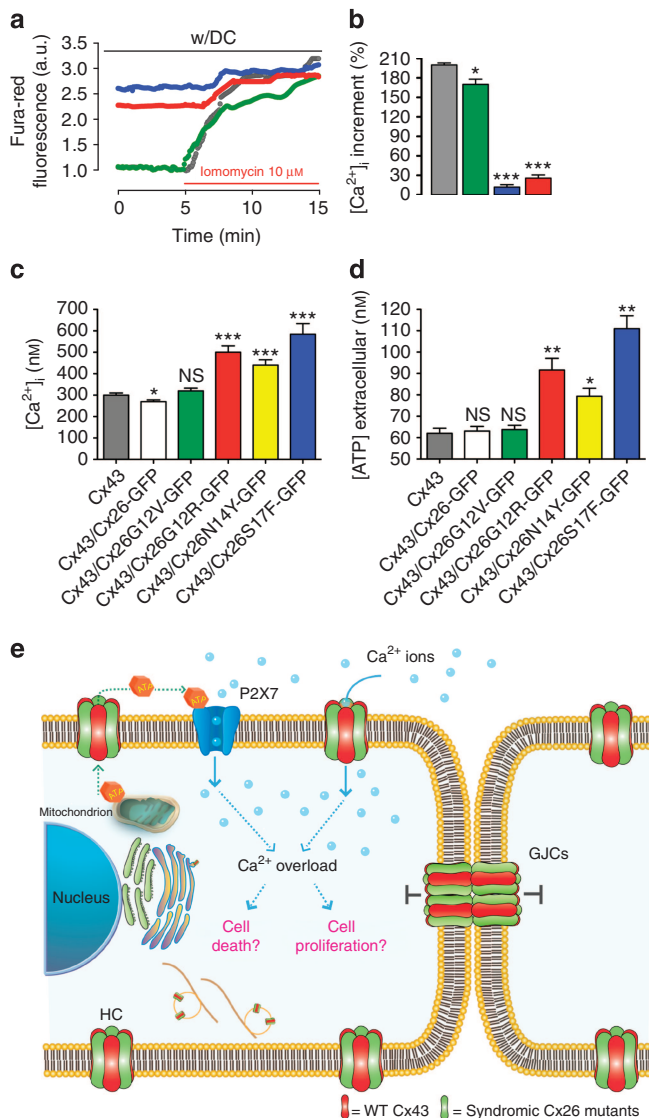 a
w/DC
Fura-red
fluorescence (a.u.)
3.5
3.0
2.5
2.0
1.5
1.0
Iomomycin 10 μM
0 5 10 15
Time (min)
b
[Ca2+]i increment (%)
210
180
150
120
90
60
30
0
*
***
***
c
[Ca2+]i (nM)
700
600
500
400
300
200
100
0
*
NS
***
***
***
Cx43
Cx43/Cx26-GFP
Cx43/Cx26G12V-GFP
Cx43/Cx26G12R-GFP
Cx43/Cx26N14Y-GFP
Cx43/Cx26S17F-GFP
d
[ATP] extracellular (nM)
120
110
100
90
80
70
60
50
NS
NS
**
*
**
Cx43
Cx43/Cx26-GFP
Cx43/Cx26G12V-GFP
Cx43/Cx26G12R-GFP
Cx43/Cx26N14Y-GFP
Cx43/Cx26S17F-GFP
e
Ca2+ ions
P2X7
Mitochondrion
Ca2+ overload
GJCs
Nucleus
Cell
death?
Cell
proliferation?
HC
= WT Cx43
= Syndromic Cx26 mutants